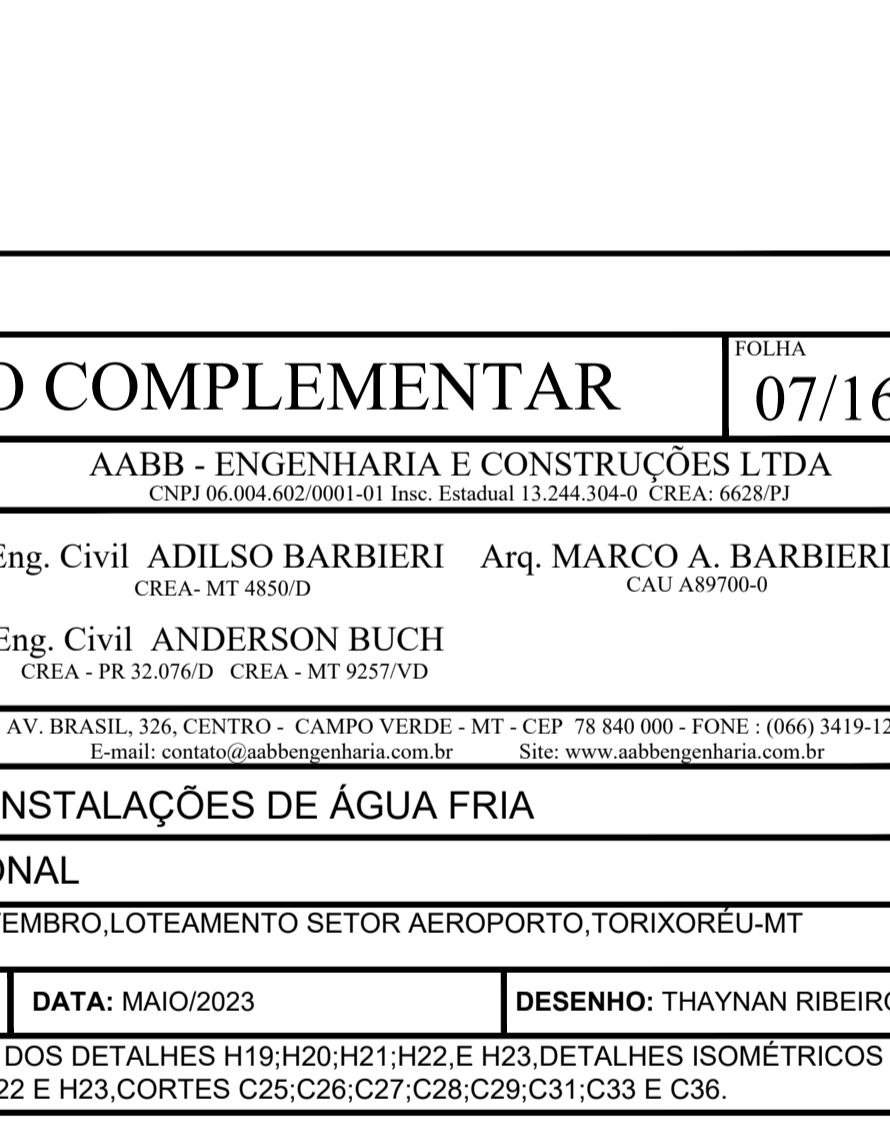 FOLHA
O COMPLEMENTAR
07/16
AABB - ENGENHARIA E CONSTRUÇÕES LTDA
CNPJ 06.004.602/0001-01 Insc. Estadual 13.244.304-0 CREA: 6628/PJ
Eng. Civil ADILSO BARBIERI Arq. MARCO A. BARBIERI
CREA- MT 4850/D CAU A89700-0
Eng. Civil ANDERSON BUCH
CREA - PR 32.076/D CREA - MT 9257/VD
AV. BRASIL, 326, CENTRO - CAMPO VERDE - MT - CEP 78 840 000 - FONE : (066) 3419-12
E-mail: contato@aabbengenharia.com.br Site: www.aabbengenharia.com.br
NSTALAÇÕES DE ÁGUA FRIA
ONAL
TEMBRO,LOTEAMENTO SETOR AEROPORTO,TORIXORÉU-MT
DATA: MAIO/2023 DESENHO: THAYNAN RIBEIRO
DOS DETALHES H19;H20;H21;H22,E H23,DETALHES ISOMÉTRICOS
22 E H23,CORTES C25;C26;C27;C28;C29;C31;C33 E C36.